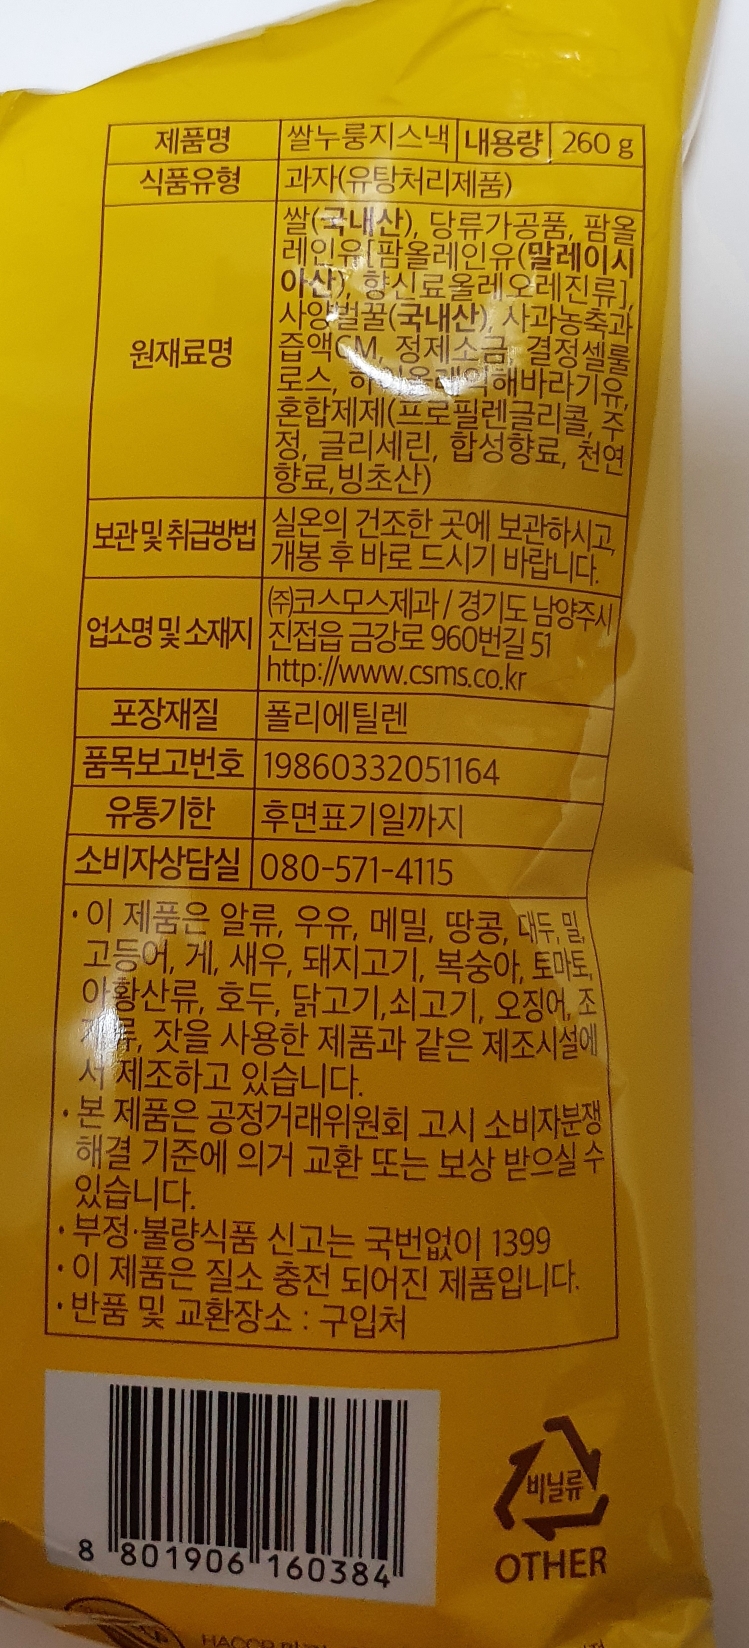 제품명 쌀누룽지스낵 내용량 260 g
식품유형 과자(유탕처리제품)
원재료명
쌀(국내산), 당류가공품, 팜올
레인유[팜올레인유(말레이시
아산), 향신료올레오레진류],
사양벌꿀(국내산), 사과농축과
즙액CM, 정제소금, 결정셀룰
로스, 하이올레익해바라기유,
혼합제제(프로필렌글리콜, 주
정, 글리세린, 합성향료, 천연
향료, 빙초산)
보관 및 취급방법
실온의 건조한 곳에 보관하시고,
개봉 후 바로 드시기 바랍니다.
업소명 및 소재지
㈜코스모스제과 / 경기도 남양주시
진접읍 금강로 960번길 51
http://www.csms.co.kr
포장재질 폴리에틸렌
품목보고번호 19860332051164
유통기한 후면표기일까지
소비자상담실 080-571-4115
· 이 제품은 알류, 우유, 메밀, 땅콩, 대두, 밀,
고등어, 게, 새우, 돼지고기, 복숭아, 토마토,
아황산류, 호두, 닭고기, 쇠고기, 오징어, 조
개류, 잣을 사용한 제품과 같은 제조시설에
서 제조하고 있습니다.
· 본 제품은 공정거래위원회 고시 소비자분쟁
해결 기준에 의거 교환 또는 보상 받으실 수
있습니다.
· 부정·불량식품 신고는 국번없이 1399
· 이 제품은 질소 충전 되어진 제품입니다.
· 반품 및 교환장소 : 구입처
비닐류
OTHER
8 801906 160384
HACCP